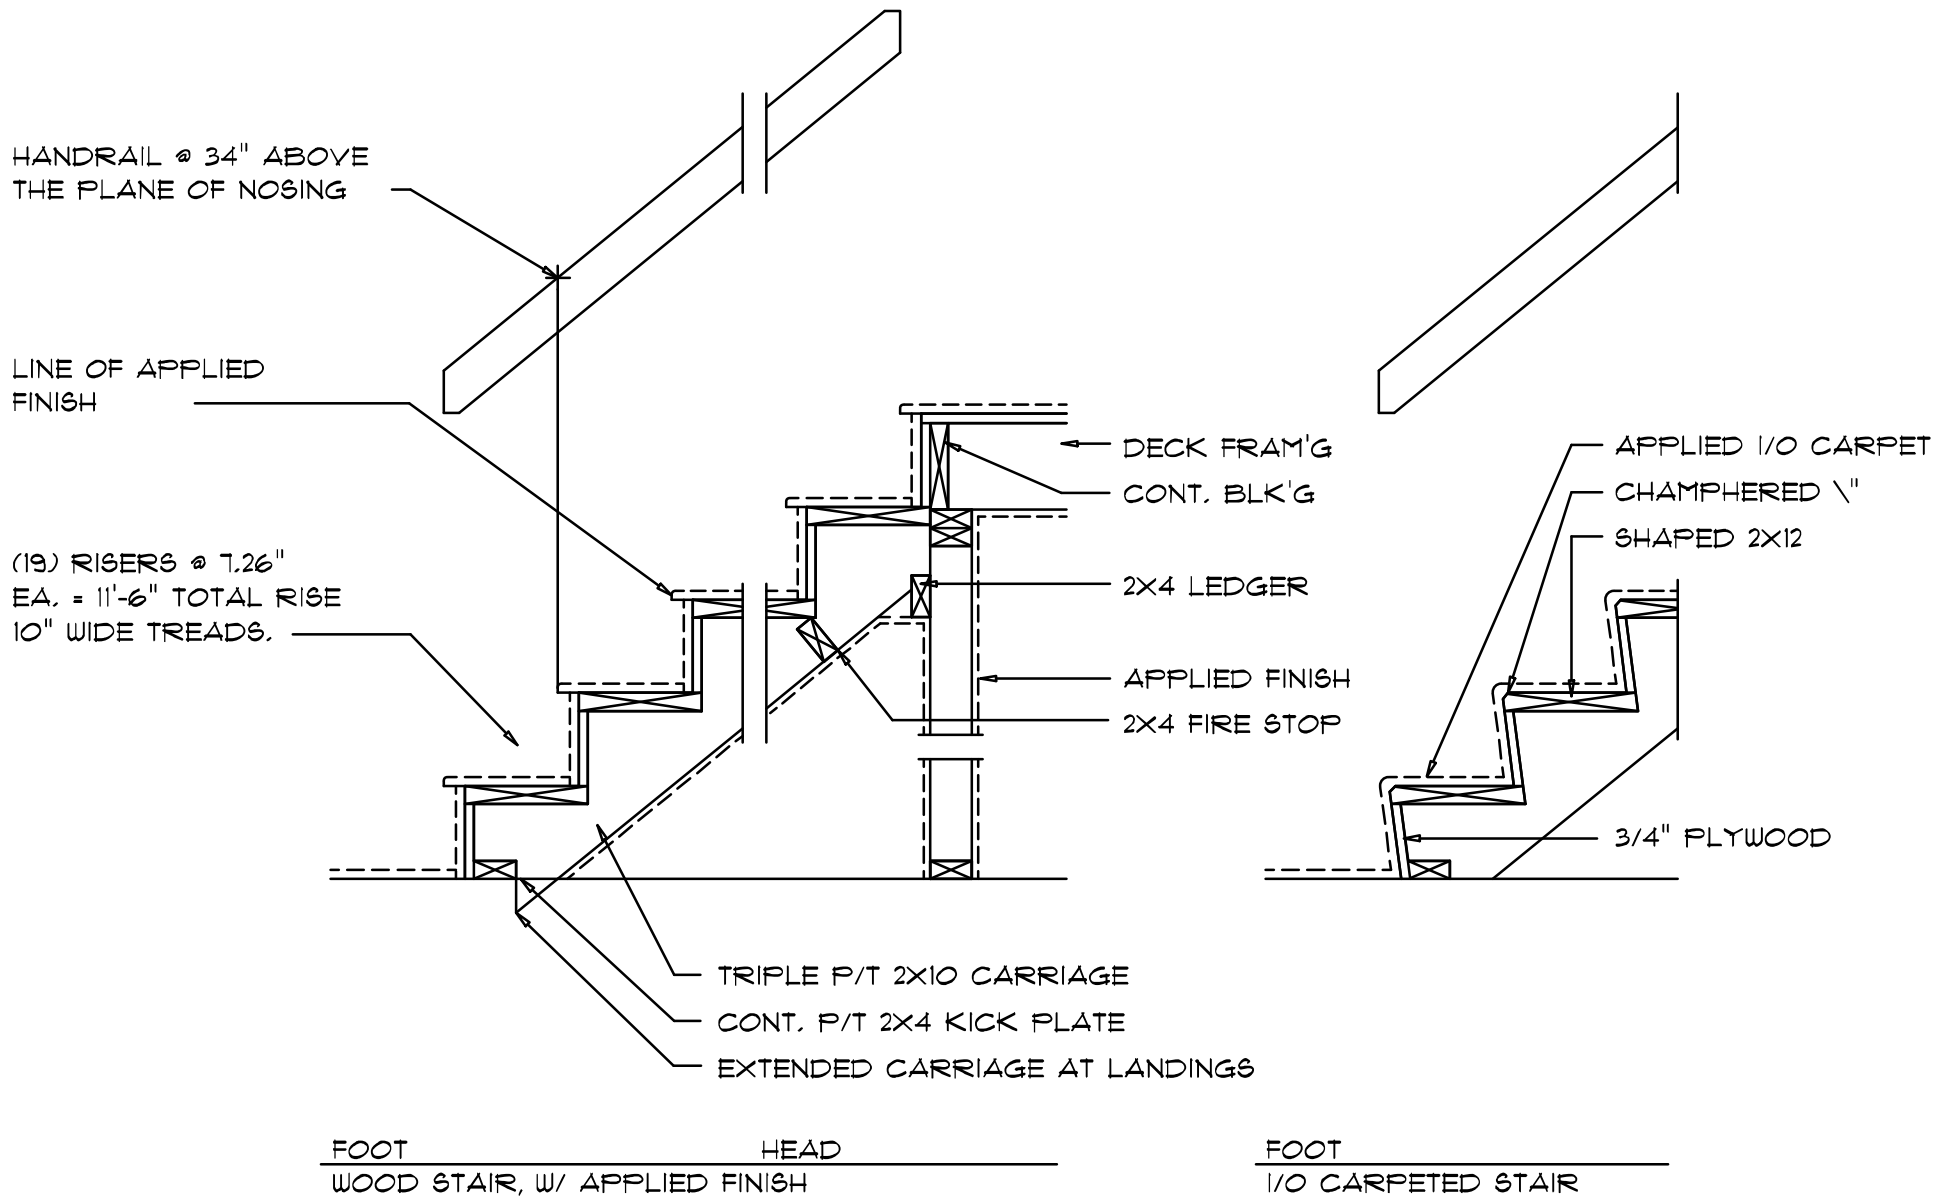 HANDRAIL @ 34" ABOVE
THE PLANE OF NOSING
LINE OF APPLIED
FINISH
(19) RISERS @ 7.26"
EA. = 11'-6" TOTAL RISE
10" WIDE TREADS.
DECK FRAM'G
CONT. BLK'G
2X4 LEDGER
APPLIED FINISH
2X4 FIRE STOP
TRIPLE P/T 2X10 CARRIAGE
CONT. P/T 2X4 KICK PLATE
EXTENDED CARRIAGE AT LANDINGS
APPLIED I/O CARPET
CHAMPHERED \"
SHAPED 2X12
3/4" PLYWOOD
FOOT HEAD
WOOD STAIR, W/ APPLIED FINISH
FOOT
I/O CARPETED STAIR